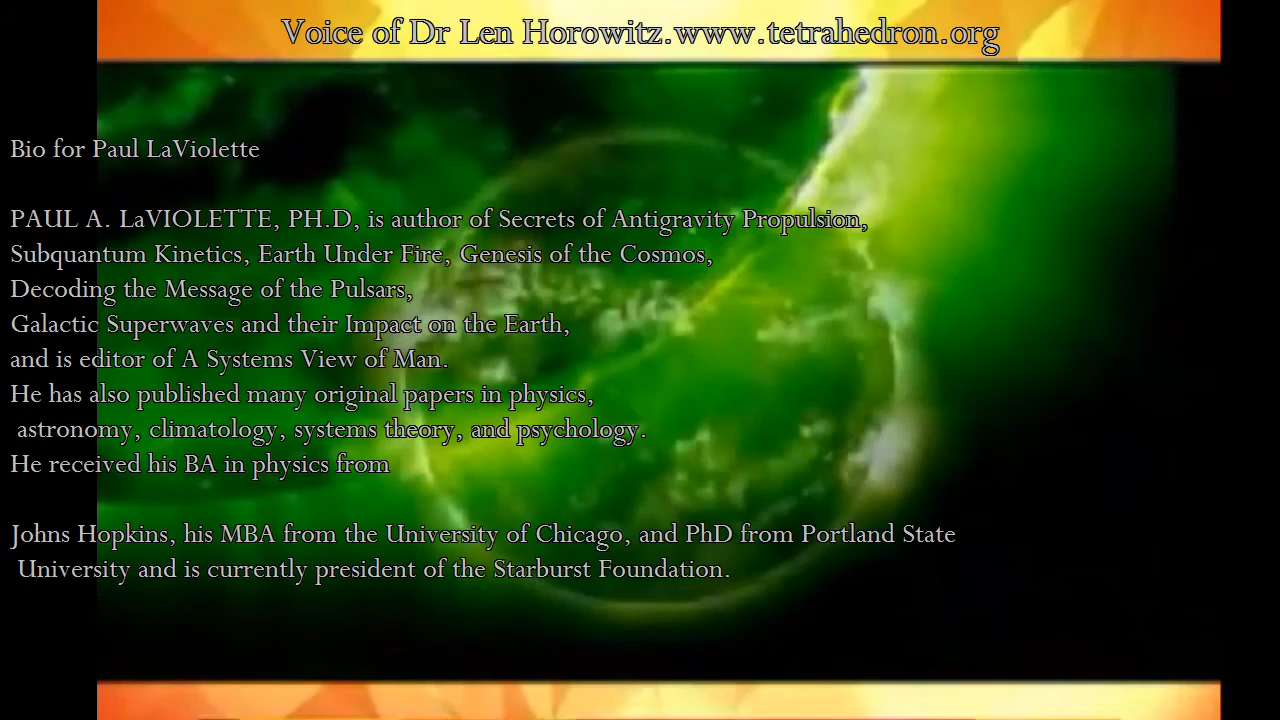 Voice of Dr Len Horowitz.www.tetrahedron.org
Bio for Paul LaViolette
PAUL A. LaVIOLETTE, PH.D, is author of Secrets of Antigravity Propulsion,
Subquantum Kinetics, Earth Under Fire, Genesis of the Cosmos,
Decoding the Message of the Pulsars,
Galactic Superwaves and their Impact on the Earth,
and is editor of A Systems View of Man.
He has also published many original papers in physics,
astronomy, climatology, systems theory, and psychology.
He received his BA in physics from
Johns Hopkins, his MBA from the University of Chicago, and PhD from Portland State
University and is currently president of the Starburst Foundation.